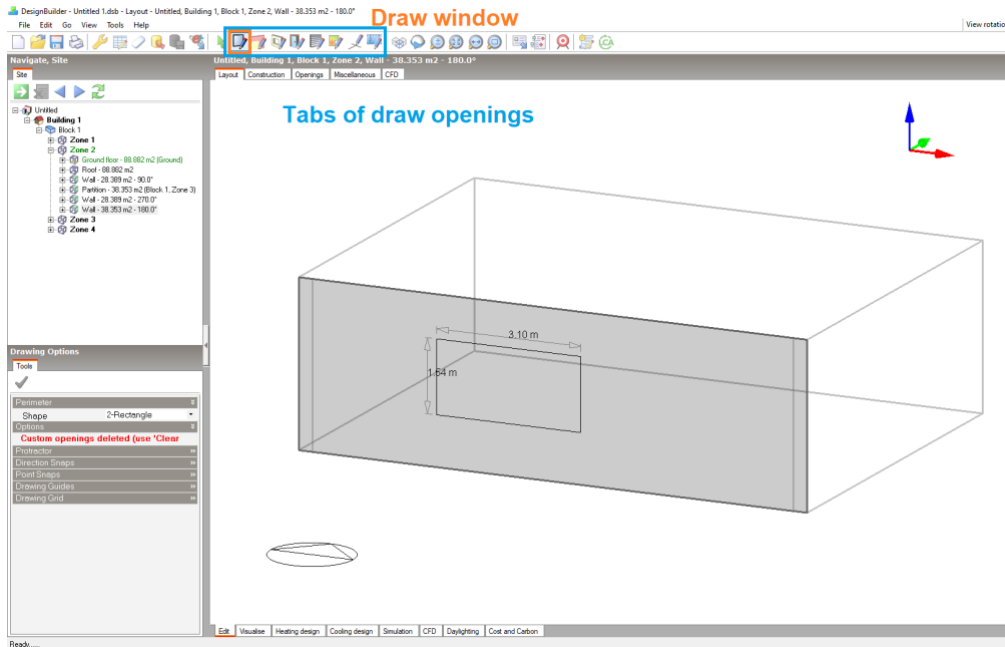 DesignBuilder - Untitled 1.dsb - Layout - Untitled, Building 1, Block 1, Zone 2, Wall - 38.353 m2 - 180.0°
Draw window
File Edit Go View Tools Help
View rotatio
Navigate, Site
Untitled, Building 1, Block 1, Zone 2, Wall - 38.353 m2 - 180.0°
Site
Layout Construction Openings Miscellaneous CFD
Tabs of draw openings
Untitled
Building 1
Block 1
Zone 1
Zone 2
Ground floor - 88.882 m2 (Ground)
Roof - 88.882 m2
Wall - 28.389 m2 - 90.0°
Partition - 38.353 m2 (Block 1, Zone 3)
Wall - 28.389 m2 - 270.0°
Wall - 38.353 m2 - 180.0°
Zone 3
Zone 4
3.10 m
1.64 m
Drawing Options
Tools
Perimeter
Shape 2-Rectangle
Options
Custom openings deleted (use 'Clear
Protractor
Direction Snaps
Point Snaps
Drawing Guides
Drawing Grid
Edit Visualise Heating design Cooling design Simulation CFD Daylighting Cost and Carbon
Ready.....